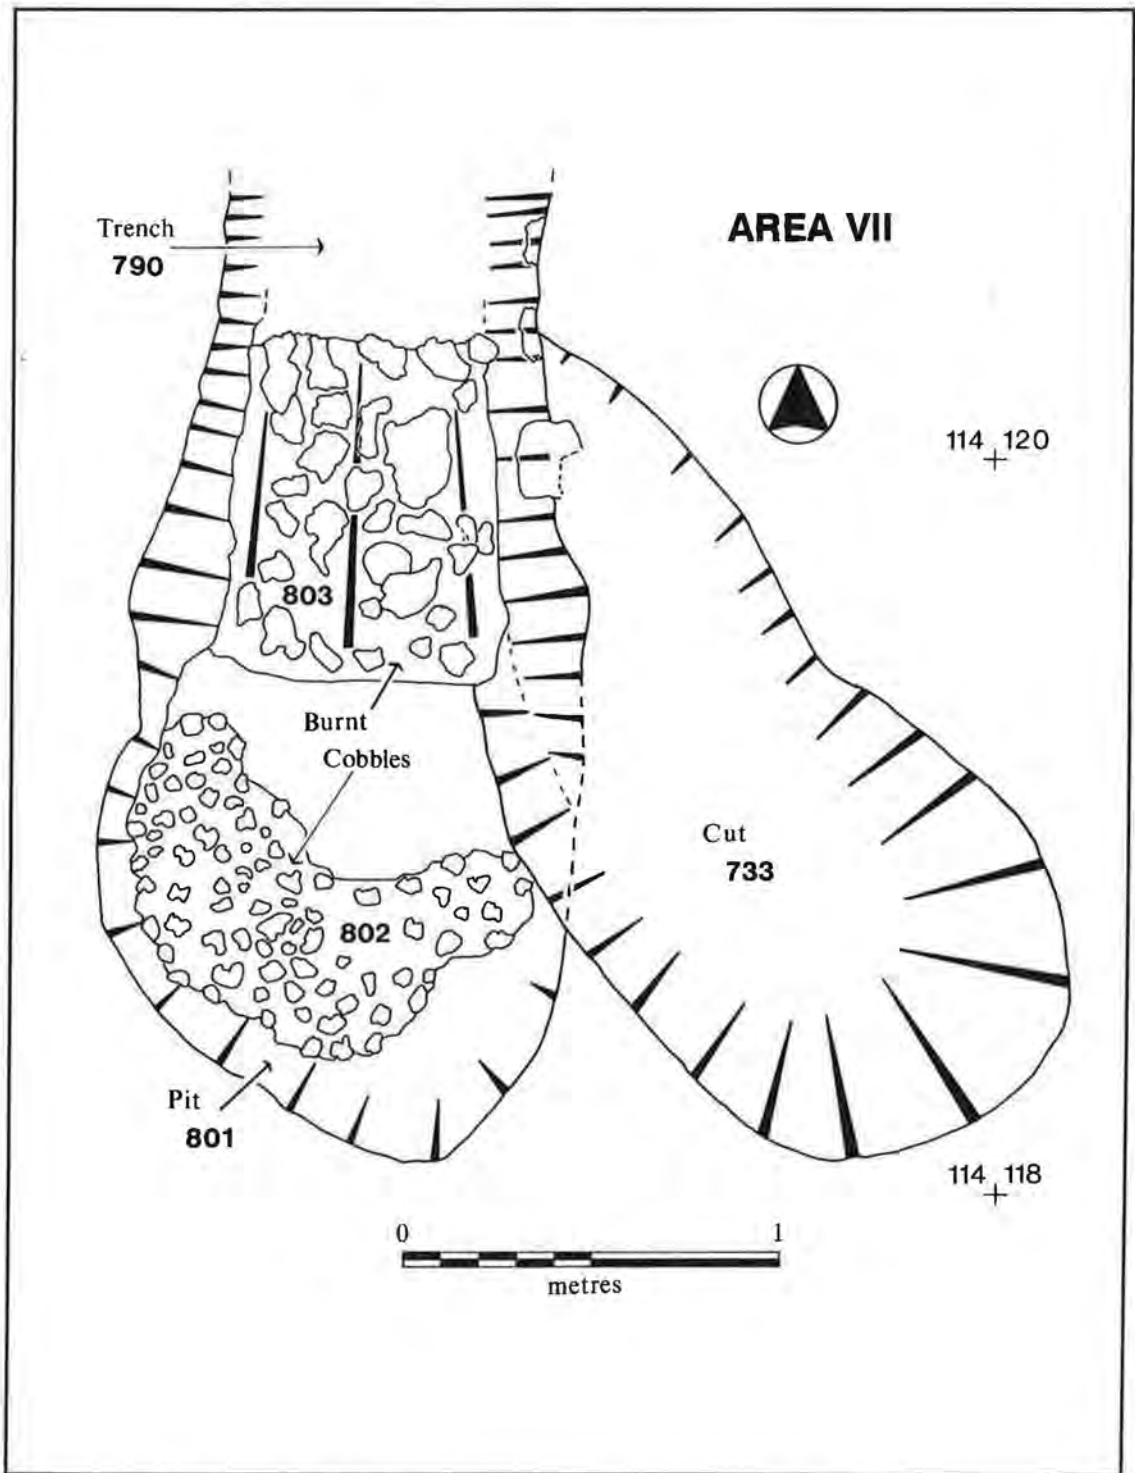 AREA VII
Trench
790
114 120
803
Burnt
Cobbles
Cut
733
802
Pit
801
114 118
0 1
metres